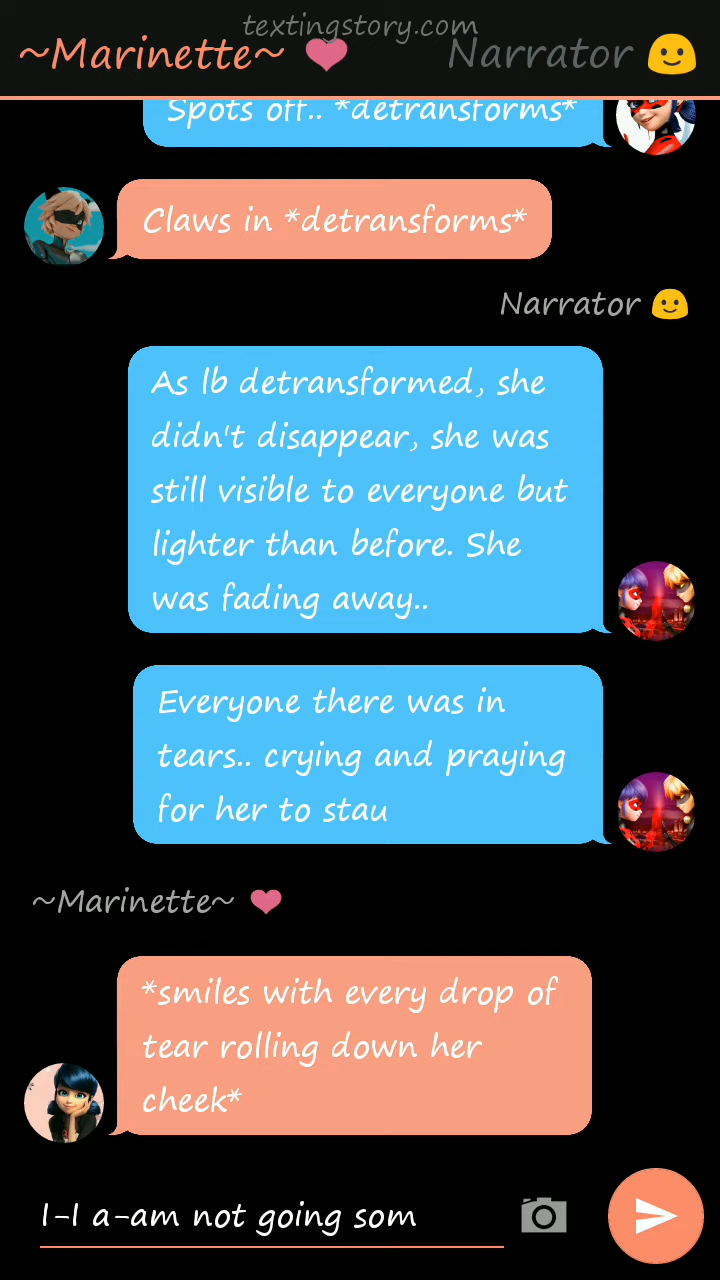 textingstory.com
~Marinette~ Narrator
Spots off.. *detransforms*
Claws in *detransforms*
Narrator
As lb detransformed, she
didn't disappear, she was
still visible to everyone but
lighter than before. She
was fading away..
Everyone there was in
tears.. crying and praying
for her to stau
~Marinette~
*smiles with every drop of
tear rolling down her
cheek*
I-I a-am not going som